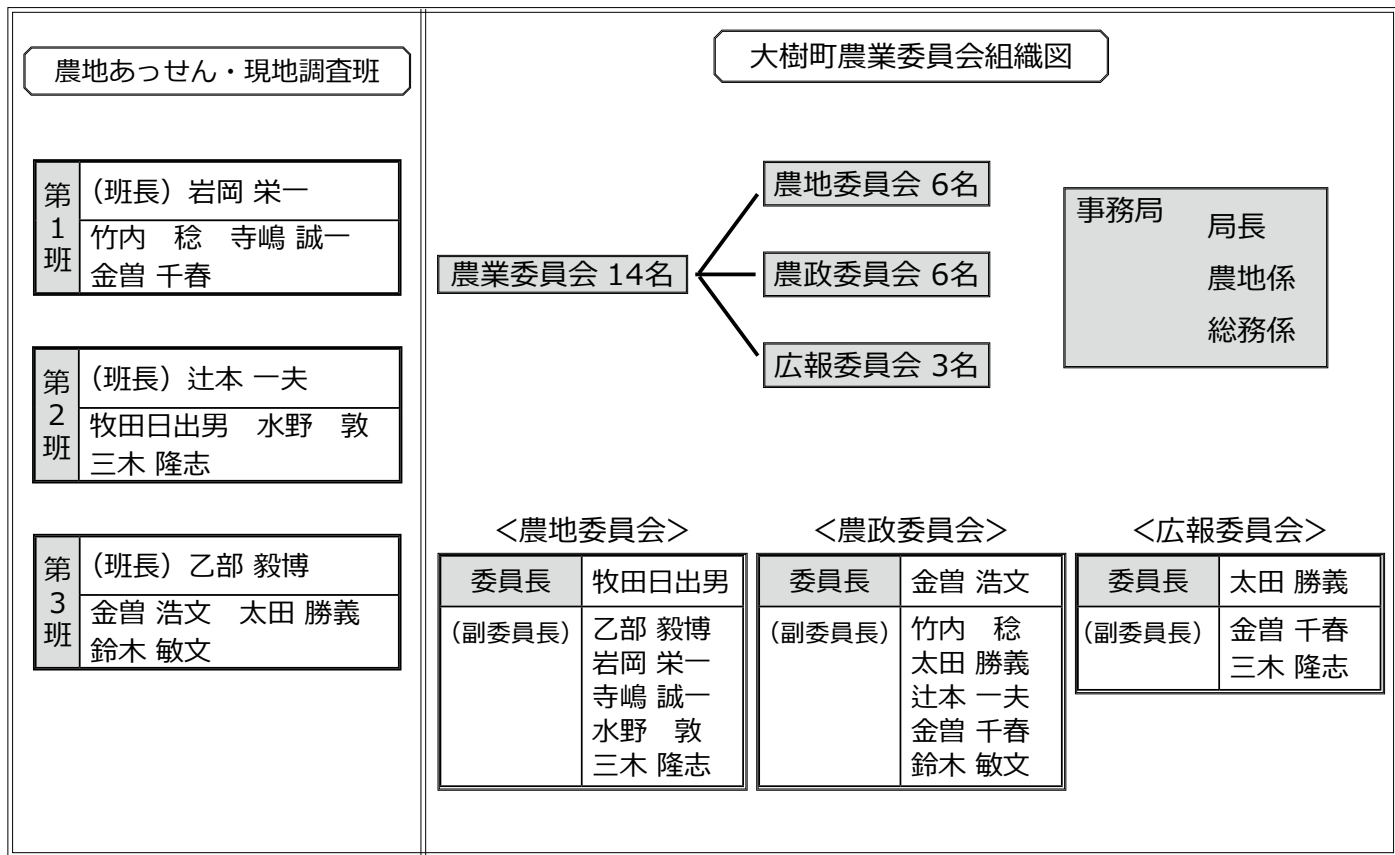 農地あっせん・現地調査班
第1班
（班長）岩岡 栄一
竹内　稔　寺嶋 誠一
金曽 千春
第2班
（班長）辻本 一夫
牧田日出男　水野　敦
三木 隆志
第3班
（班長）乙部 毅博
金曽 浩文　太田 勝義
鈴木 敏文
大樹町農業委員会組織図
農業委員会 14名
農地委員会 6名
農政委員会 6名
広報委員会 3名
事務局
局長
農地係
総務係
＜農地委員会＞
委員長　牧田日出男
（副委員長）　乙部 毅博
岩岡 栄一
寺嶋 誠一
水野　敦
三木 隆志
＜農政委員会＞
委員長　金曽 浩文
（副委員長）　竹内　稔
太田 勝義
辻本 一夫
金曽 千春
鈴木 敏文
＜広報委員会＞
委員長　太田 勝義
（副委員長）　金曽 千春
三木 隆志